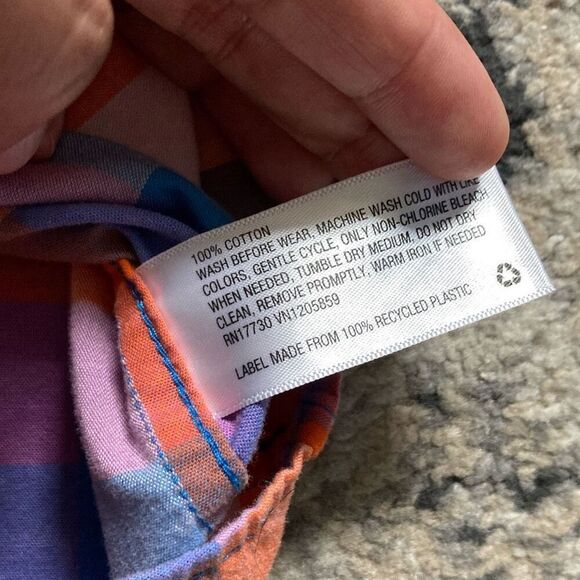 100% COTTON
WASH BEFORE WEAR. MACHINE WASH COLD WITH LIKE
COLORS, GENTLE CYCLE, ONLY NON-CHLORINE BLEACH
WHEN NEEDED, TUMBLE DRY MEDIUM, DO NOT DRY
CLEAN, REMOVE PROMPTLY, WARM IRON IF NEEDED
RN17730 VN1205859
LABEL MADE FROM 100% RECYCLED PLASTIC